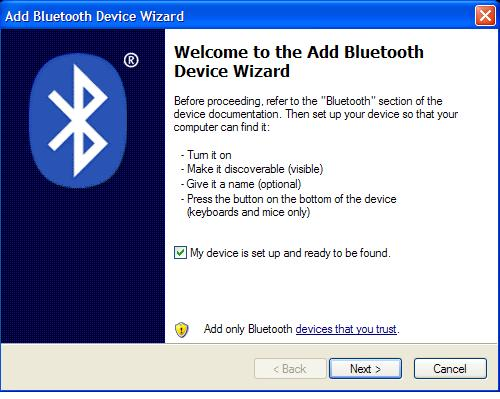 Add Bluetooth Device Wizard
®
Welcome to the Add Bluetooth
Device Wizard
Before proceeding, refer to the "Bluetooth" section of the
device documentation. Then set up your device so that your
computer can find it:
- Turn it on
- Make it discoverable (visible)
- Give it a name (optional)
- Press the button on the bottom of the device
(keyboards and mice only)
My device is set up and ready to be found.
Add only Bluetooth devices that you trust.
< Back
Next >
Cancel